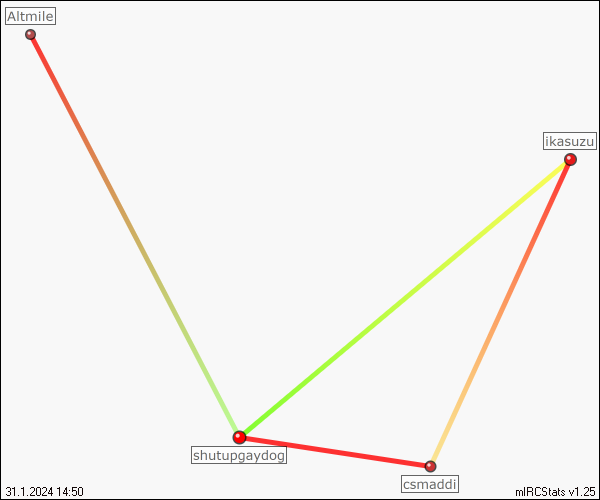 Altmile
ikasuzu
shutupgaydog
csmaddi
31.1.2024 14:50
mIRCStats v1.25